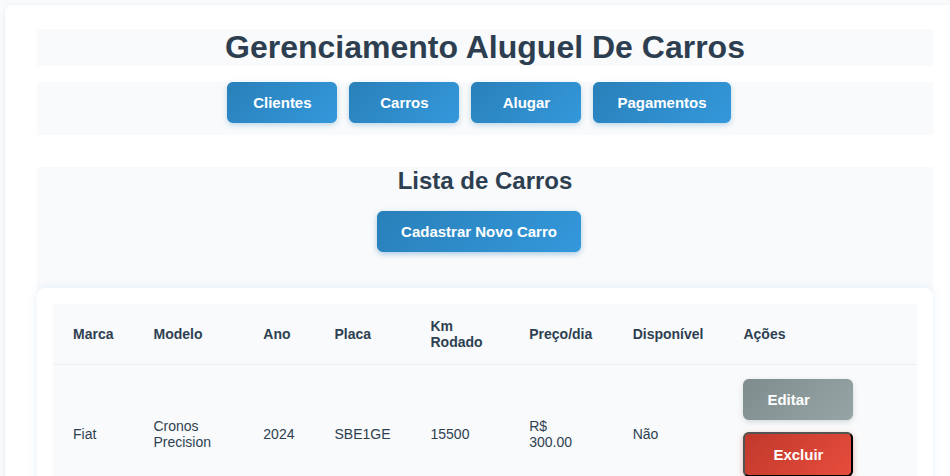 Gerenciamento Aluguel De Carros
Clientes Carros Alugar Pagamentos
Lista de Carros
Cadastrar Novo Carro
Marca Modelo Ano Placa Km Rodado Preço/dia Disponível Ações
Fiat Cronos Precision 2024 SBE1GE 15500 R$ 300.00 Não Editar
Excluir